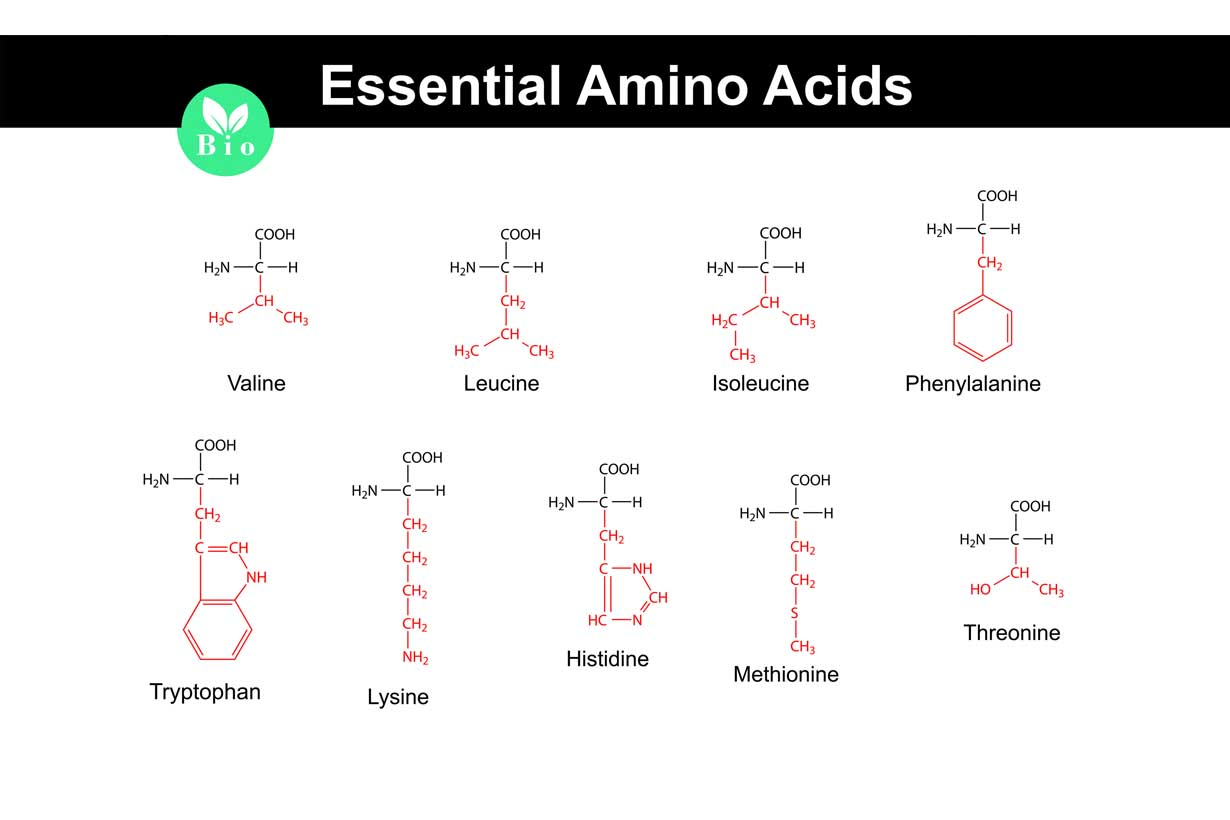 Essential Amino Acids
Bio
COOH
H₂N C H
CH
H₃C CH₃
Valine
COOH
H₂N C H
CH₂
CH
H₃C CH₃
Leucine
COOH
H₂N C H
CH
H₂C CH₃
CH₃
Isoleucine
COOH
H₂N C H
CH₂
Phenylalanine
COOH
H₂N C H
CH₂
C CH
NH
Tryptophan
COOH
H₂N C H
CH₂
CH₂
CH₂
CH₂
NH₂
Lysine
COOH
H₂N C H
CH₂
C NH
CH
HC N
Histidine
COOH
H₂N C H
CH₂
CH₂
S
CH₃
Methionine
COOH
H₂N C H
CH
HO CH₃
Threonine